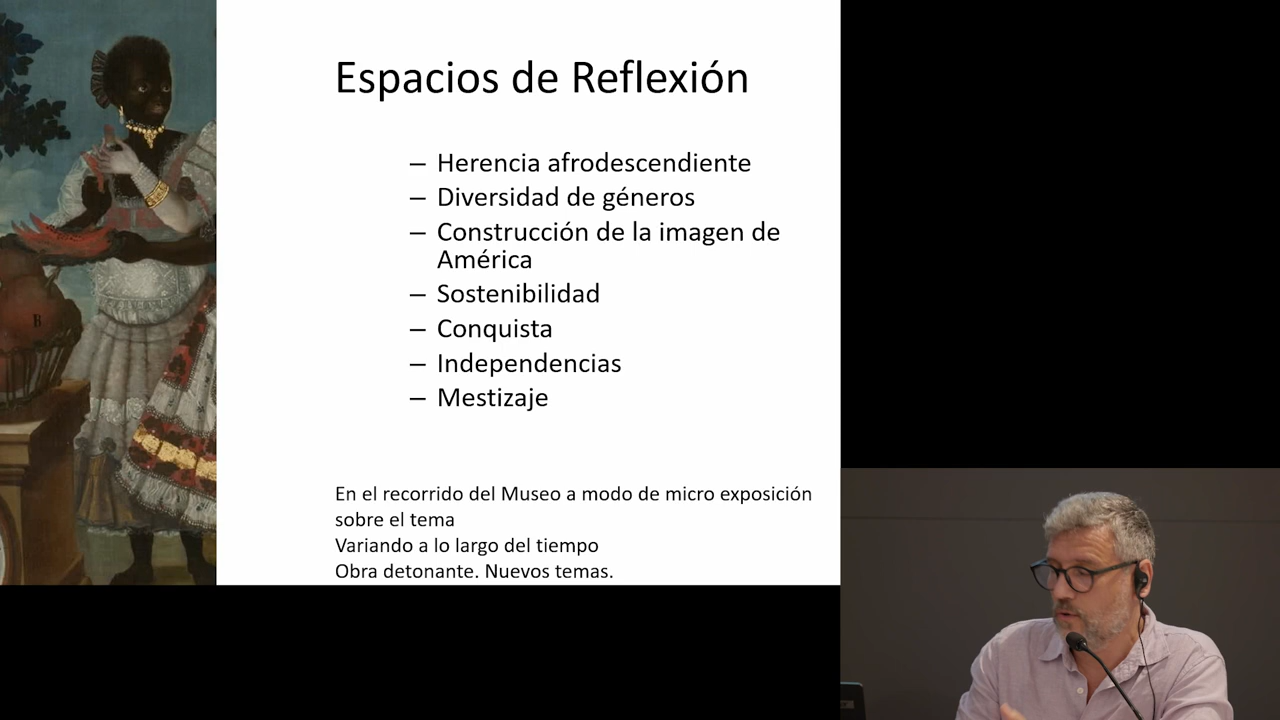 Espacios de Reflexión
– Herencia afrodescendiente
– Diversidad de géneros
– Construcción de la imagen de
América
– Sostenibilidad
– Conquista
– Independencias
– Mestizaje
En el recorrido del Museo a modo de micro exposición
sobre el tema
Variando a lo largo del tiempo
Obra detonante. Nuevos temas.
B